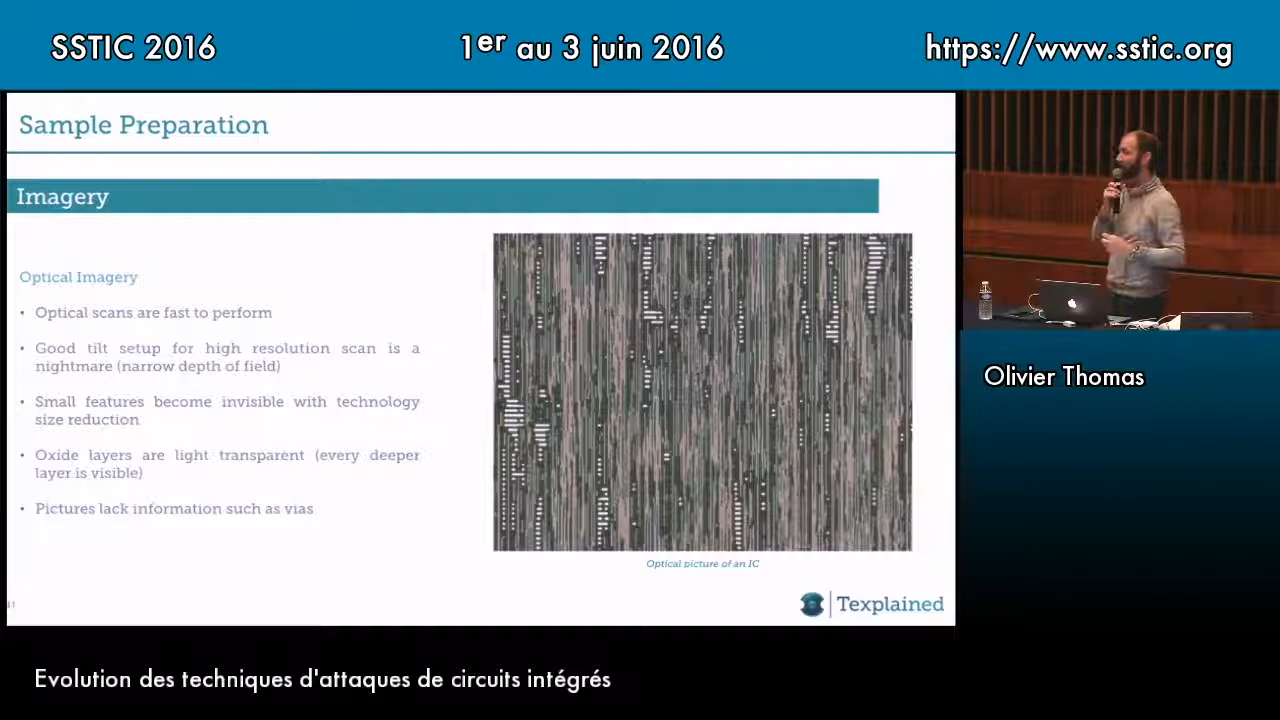 SSTIC 2016
1er au 3 juin 2016
https://www.sstic.org
Sample Preparation
Imagery
Optical Imagery
• Optical scans are fast to perform
• Good tilt setup for high resolution scan is a
nightmare (narrow depth of field)
• Small features become invisible with technology
size reduction
• Oxide layers are light transparent (every deeper
layer is visible)
• Pictures lack information such as vias
Optical picture of an IC
Texplained
Olivier Thomas
Evolution des techniques d'attaques de circuits intégrés